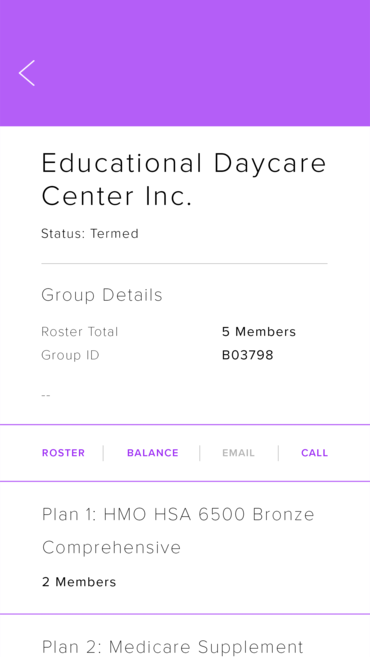 Educational Daycare
Center Inc.
Status: Termed
Group Details
Roster Total 5 Members
Group ID B03798
--
ROSTER BALANCE EMAIL CALL
Plan 1: HMO HSA 6500 Bronze
Comprehensive
2 Members
Plan 2: Medicare Supplement